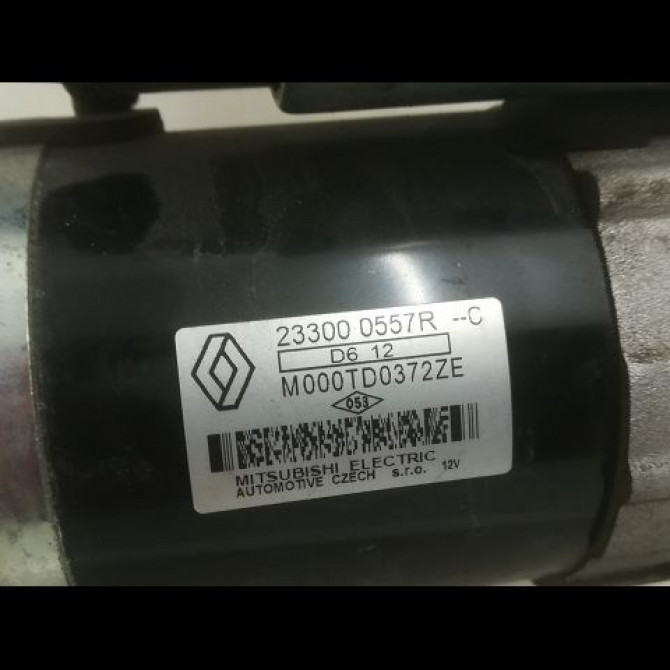 23300 0557R --C
D6 12
M000TD0372ZE
053
MITSUBISHI ELECTRIC
AUTOMOTIVE CZECH s.r.o. 12V